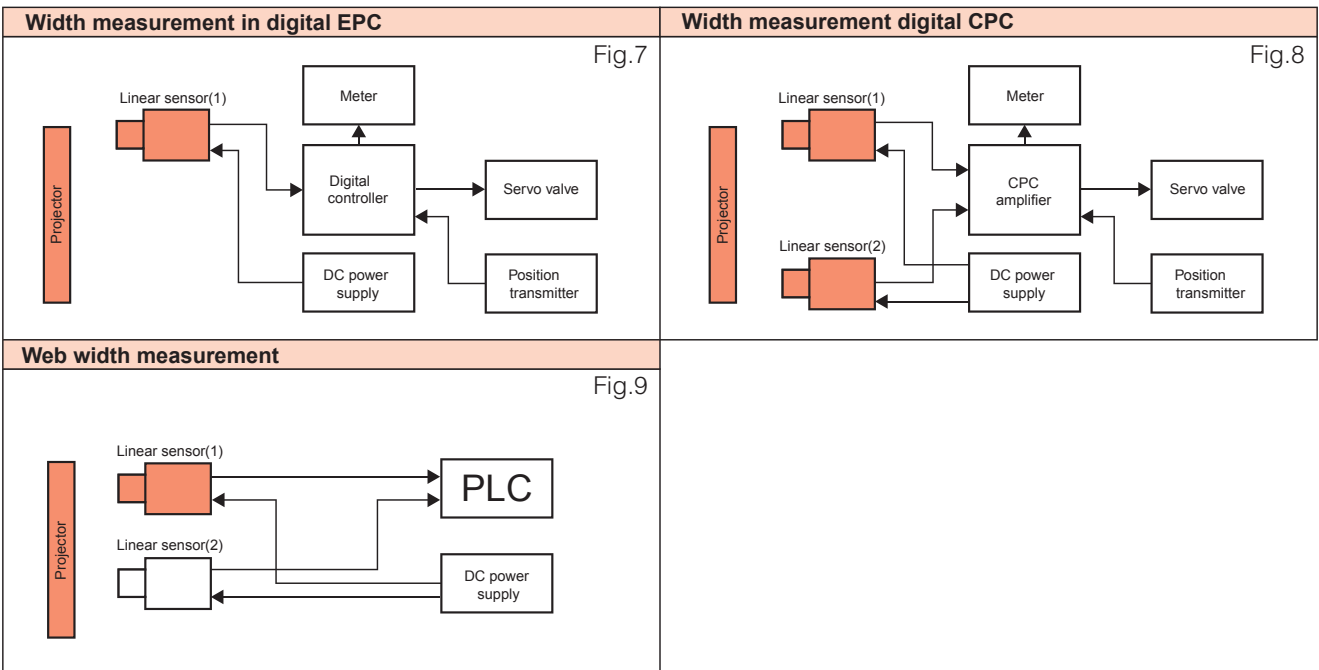 Width measurement in digital EPC
Fig.7
Linear sensor(1)
Meter
Projector
Digital
controller
Servo valve
DC power
supply
Position
transmitter
Width measurement digital CPC
Fig.8
Linear sensor(1)
Meter
Projector
CPC
amplifier
Servo valve
Linear sensor(2)
DC power
supply
Position
transmitter
Web width measurement
Fig.9
Linear sensor(1)
PLC
Projector
Linear sensor(2)
DC power
supply